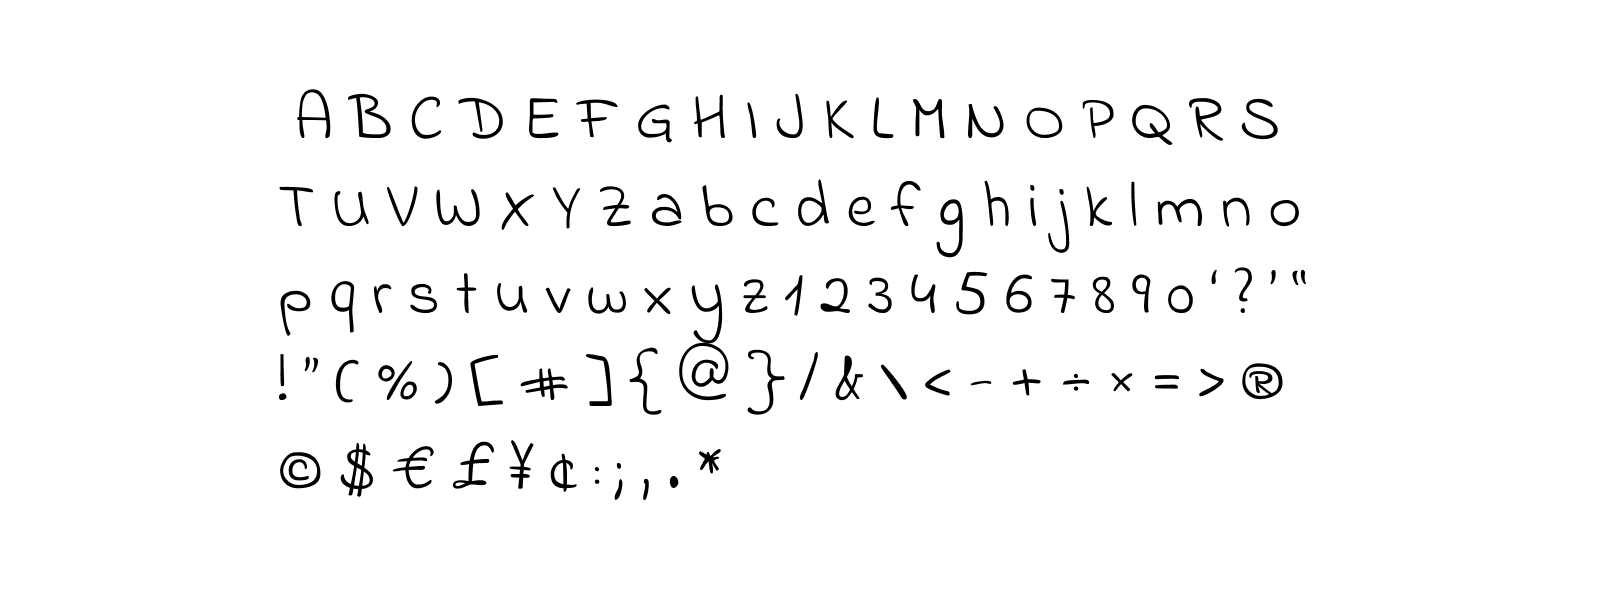 A B C D E F G H I J K L M N O P Q R S
T U V W X Y Z a b c d e f g h i j k l m n o
p q r s t u v w x y z 1 2 3 4 5 6 7 8 9 0 ‘ ? ’ “
! ” ( % ) [ # ] { @ } / & \ < - + ÷ × = > ®
© $ € £ ¥ ¢ : ; , . *